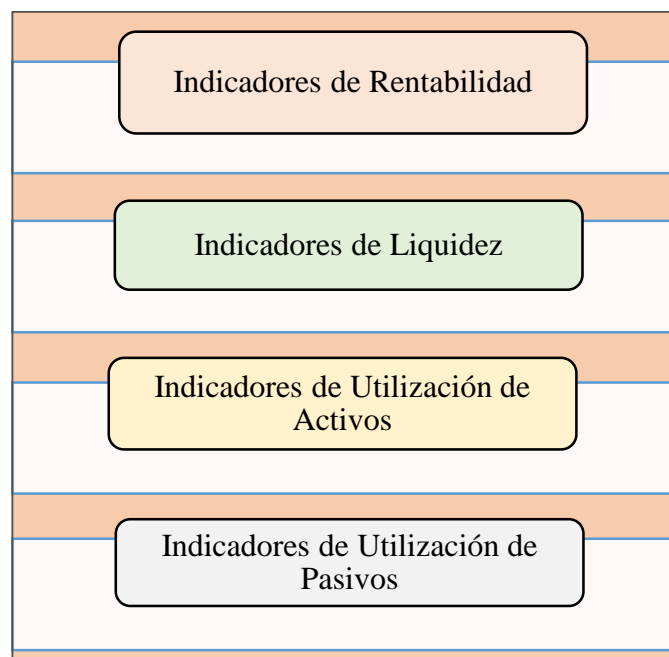 Indicadores de Rentabilidad
Indicadores de Liquidez
Indicadores de Utilización de
Activos
Indicadores de Utilización de
Pasivos